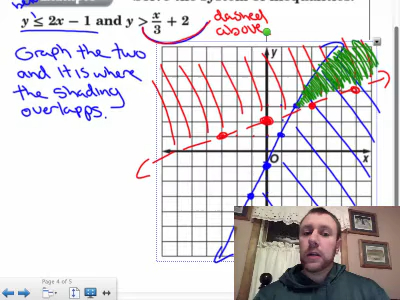 y ≤ 2x − 1 and y > x/3 + 2
dashed
above
Graph the two
and it is where
the shading
overlapps.
y
x
O
Page 4 of 5